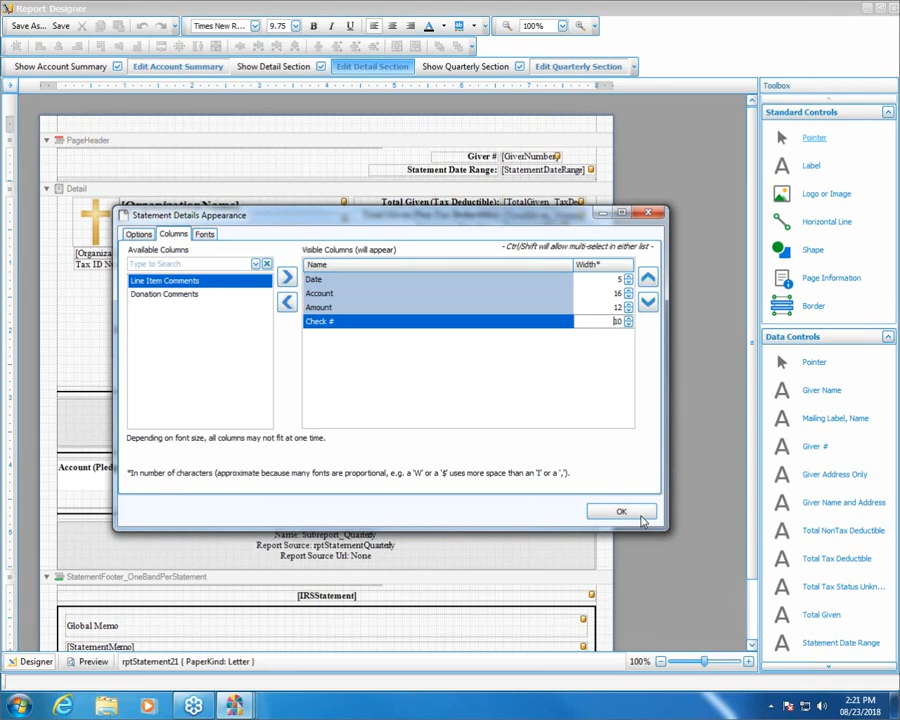 Report Designer
Save As... Save Times New R... 9.75 B I U A ab 100%
Show Account Summary Edit Account Summary Show Detail Section Edit Detail Section Show Quarterly Section Edit Quarterly Section
Toolbox
Standard Controls
Pointer
Label
Logo or Image
Horizontal Line
Shape
Page Information
Border
Data Controls
Pointer
Giver Name
Mailing Label, Name
Giver #
Giver Address Only
Giver Name and Address
Total NonTax Deductible
Total Tax Deductible
Total Tax Status Unkn...
Total Given
Statement Date Range
PageHeader
Giver # [GiverNumber]
Statement Date Range: [StatementDateRange]
Detail
[OrganizationName]
Total Given (Tax Deductible): [TotalGiven_TaxDe
[Organiza
Tax ID N
Statement Details Appearance
Options Columns Fonts
- Ctrl/Shift will allow multi-select in either list -
Available Columns
Type to Search
Line Item Comments
Donation Comments
Visible Columns (will appear)
Name Width*
Date 5
Account 16
Amount 12
Check # 10
Depending on font size, all columns may not fit at one time.
*In number of characters (approximate because many fonts are proportional, e.g. a 'W' or a '$' uses more space than an 'I' or a ',').
OK
Account (Pled
Name: Subreport_Quarterly
Report Source: rptStatementQuarterly
Report Source Url: None
StatementFooter_OneBandPerStatement
[IRSStatement]
Global Memo
[StatementMemo]
Designer Preview rptStatement21 { PaperKind: Letter } 100%
2:21 PM
08/23/2018